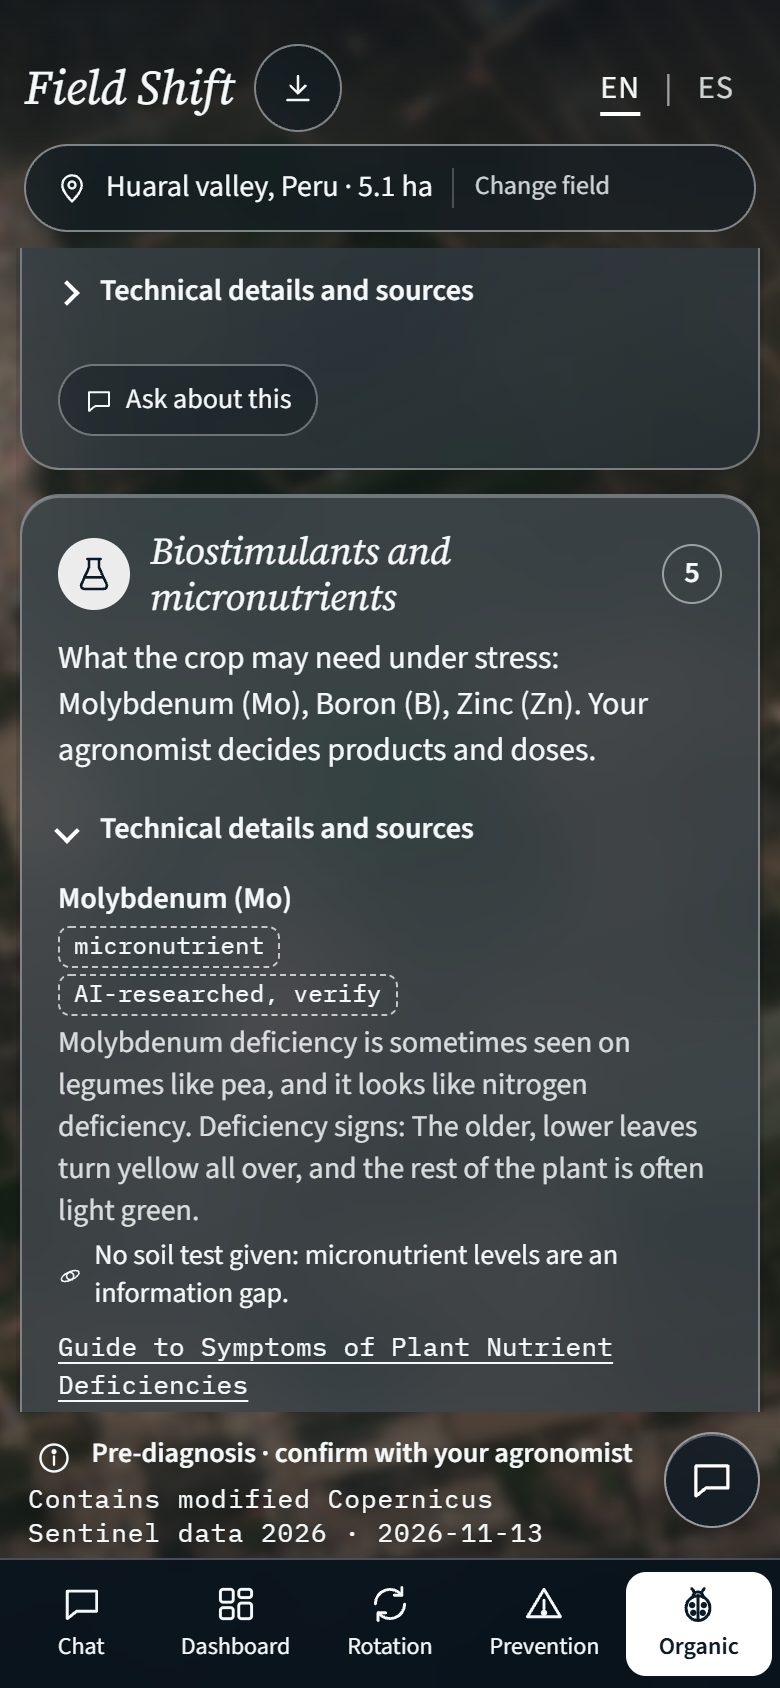 Field Shift
EN | ES
Huaral valley, Peru · 5.1 ha | Change field
Technical details and sources
Ask about this
Biostimulants and
micronutrients
5
What the crop may need under stress:
Molybdenum (Mo), Boron (B), Zinc (Zn). Your
agronomist decides products and doses.
Technical details and sources
Molybdenum (Mo)
micronutrient
AI-researched, verify
Molybdenum deficiency is sometimes seen on
legumes like pea, and it looks like nitrogen
deficiency. Deficiency signs: The older, lower leaves
turn yellow all over, and the rest of the plant is often
light green.
No soil test given: micronutrient levels are an
information gap.
Guide to Symptoms of Plant Nutrient
Deficiencies
Pre-diagnosis · confirm with your agronomist
Contains modified Copernicus
Sentinel data 2026 · 2026-11-13
Chat
Dashboard
Rotation
Prevention
Organic